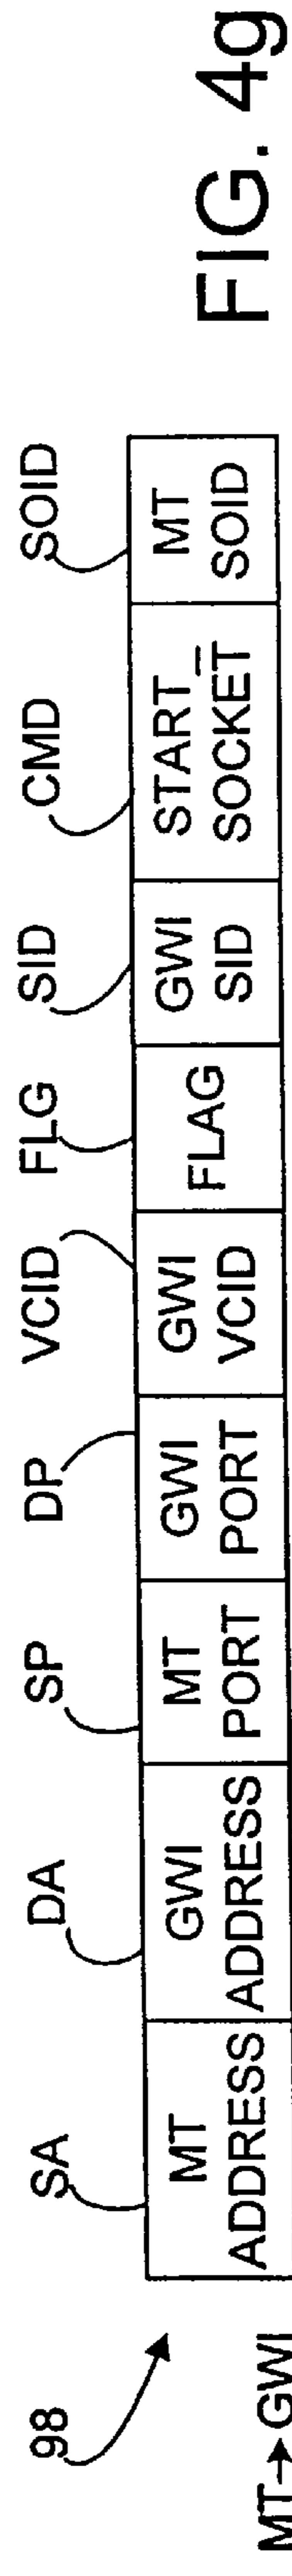 98
SA
DA
SP
DP
VCID
FLG
SID
CMD
SOID
MT
ADDRESS
GWI
ADDRESS
MT
PORT
GWI
PORT
GWI
VCID
FLAG
GWI
SID
START_
SOCKET
MT
SOID
MT→GWI
FIG. 4g